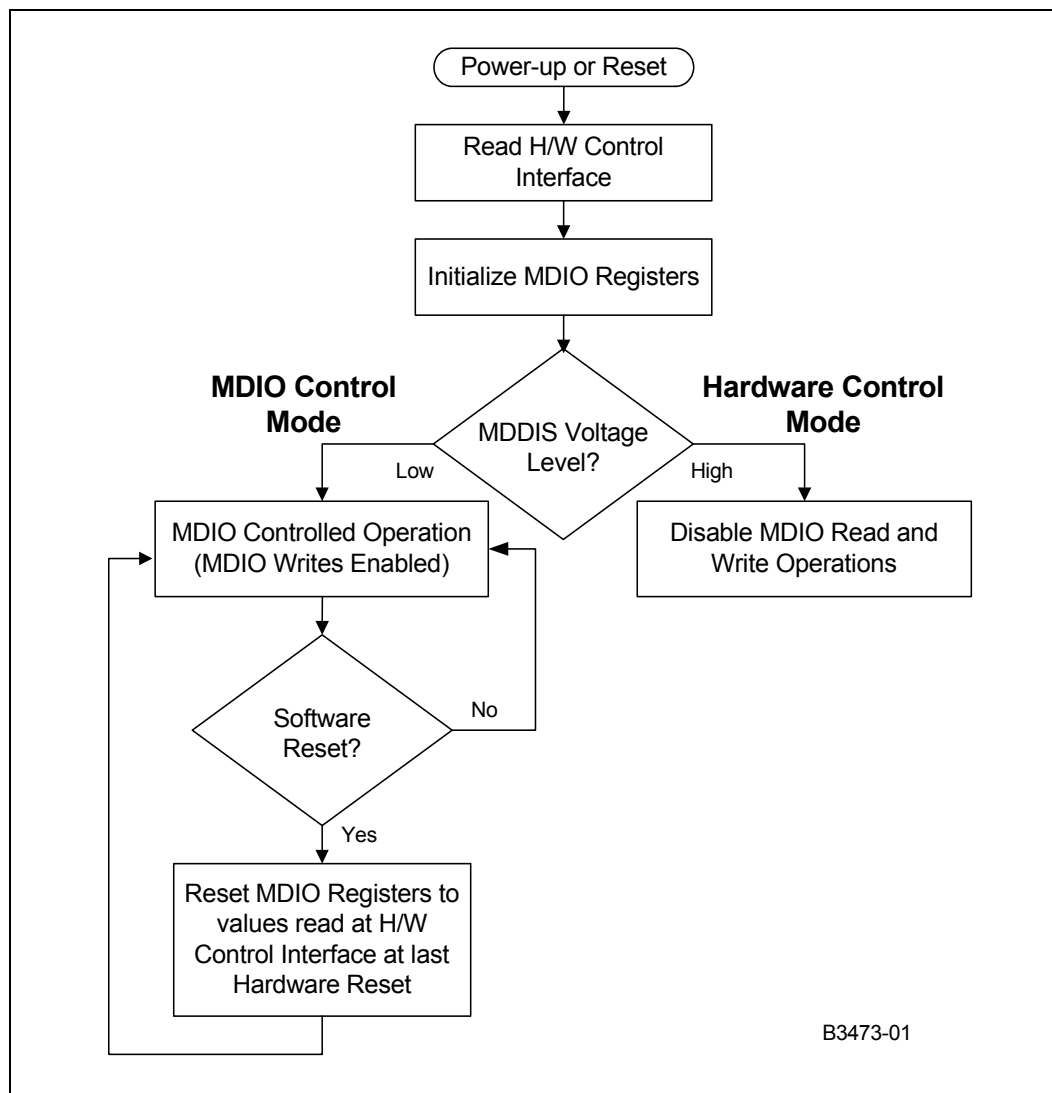 Power-up or Reset
Read H/W Control
Interface
Initialize MDIO Registers
MDIO Control
Mode
Hardware Control
Mode
MDDIS Voltage
Level?
Low
High
MDIO Controlled Operation
(MDIO Writes Enabled)
Disable MDIO Read and
Write Operations
Software
Reset?
No
Yes
Reset MDIO Registers to
values read at H/W
Control Interface at last
Hardware Reset
B3473-01